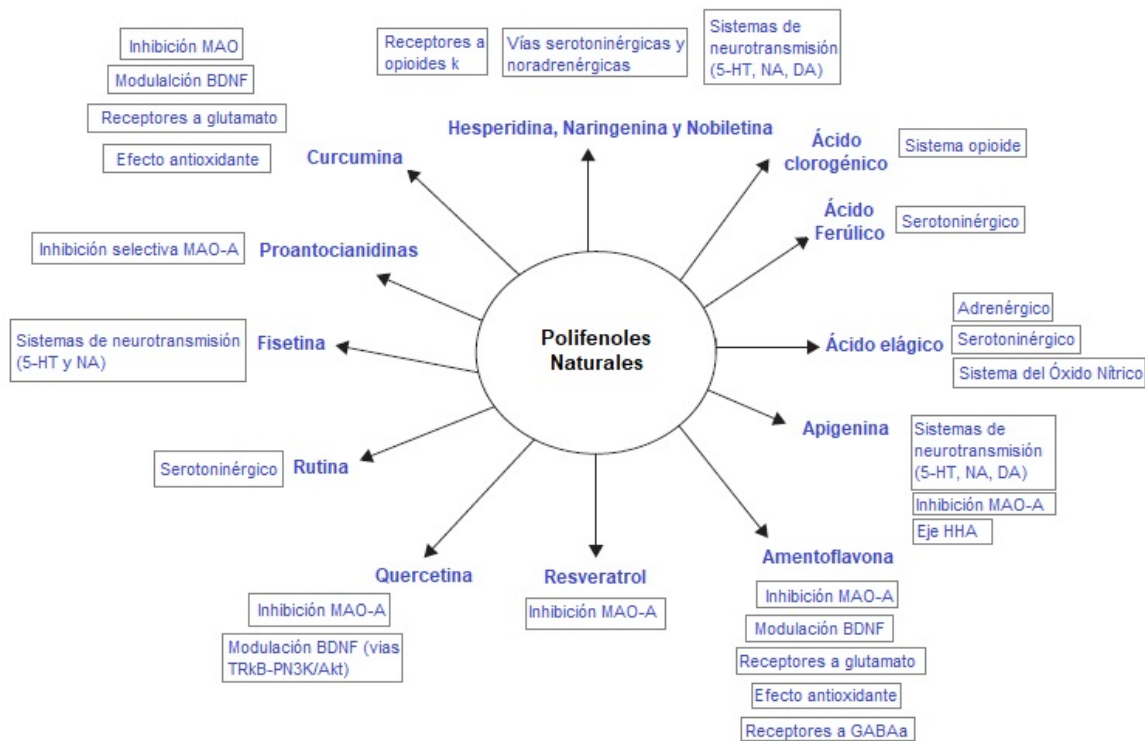 Inhibición MAO
Modulalción BDNF
Receptores a glutamato
Efecto antioxidante
Curcumina
Receptores a
opioides k
Vías serotoninérgicas y
noradrenérgicas
Sistemas de
neurotransmisión
(5-HT, NA, DA)
Hesperidina, Naringenina y Nobiletina
Ácido
clorogénico
Sistema opioide
Ácido
Ferúlico
Serotoninérgico
Inhibición selectiva MAO-A
Proantocianidinas
Sistemas de neurotransmisión
(5-HT y NA)
Fisetina
Polifenoles
Naturales
Ácido elágico
Adrenérgico
Serotoninérgico
Sistema del Óxido Nítrico
Apigenina
Sistemas de
neurotransmisión
(5-HT, NA, DA)
Inhibición MAO-A
Eje HHA
Serotoninérgico
Rutina
Quercetina
Inhibición MAO-A
Modulación BDNF (vias
TRkB-PN3K/Akt)
Resveratrol
Inhibición MAO-A
Amentoflavona
Inhibición MAO-A
Modulación BDNF
Receptores a glutamato
Efecto antioxidante
Receptores a GABAa